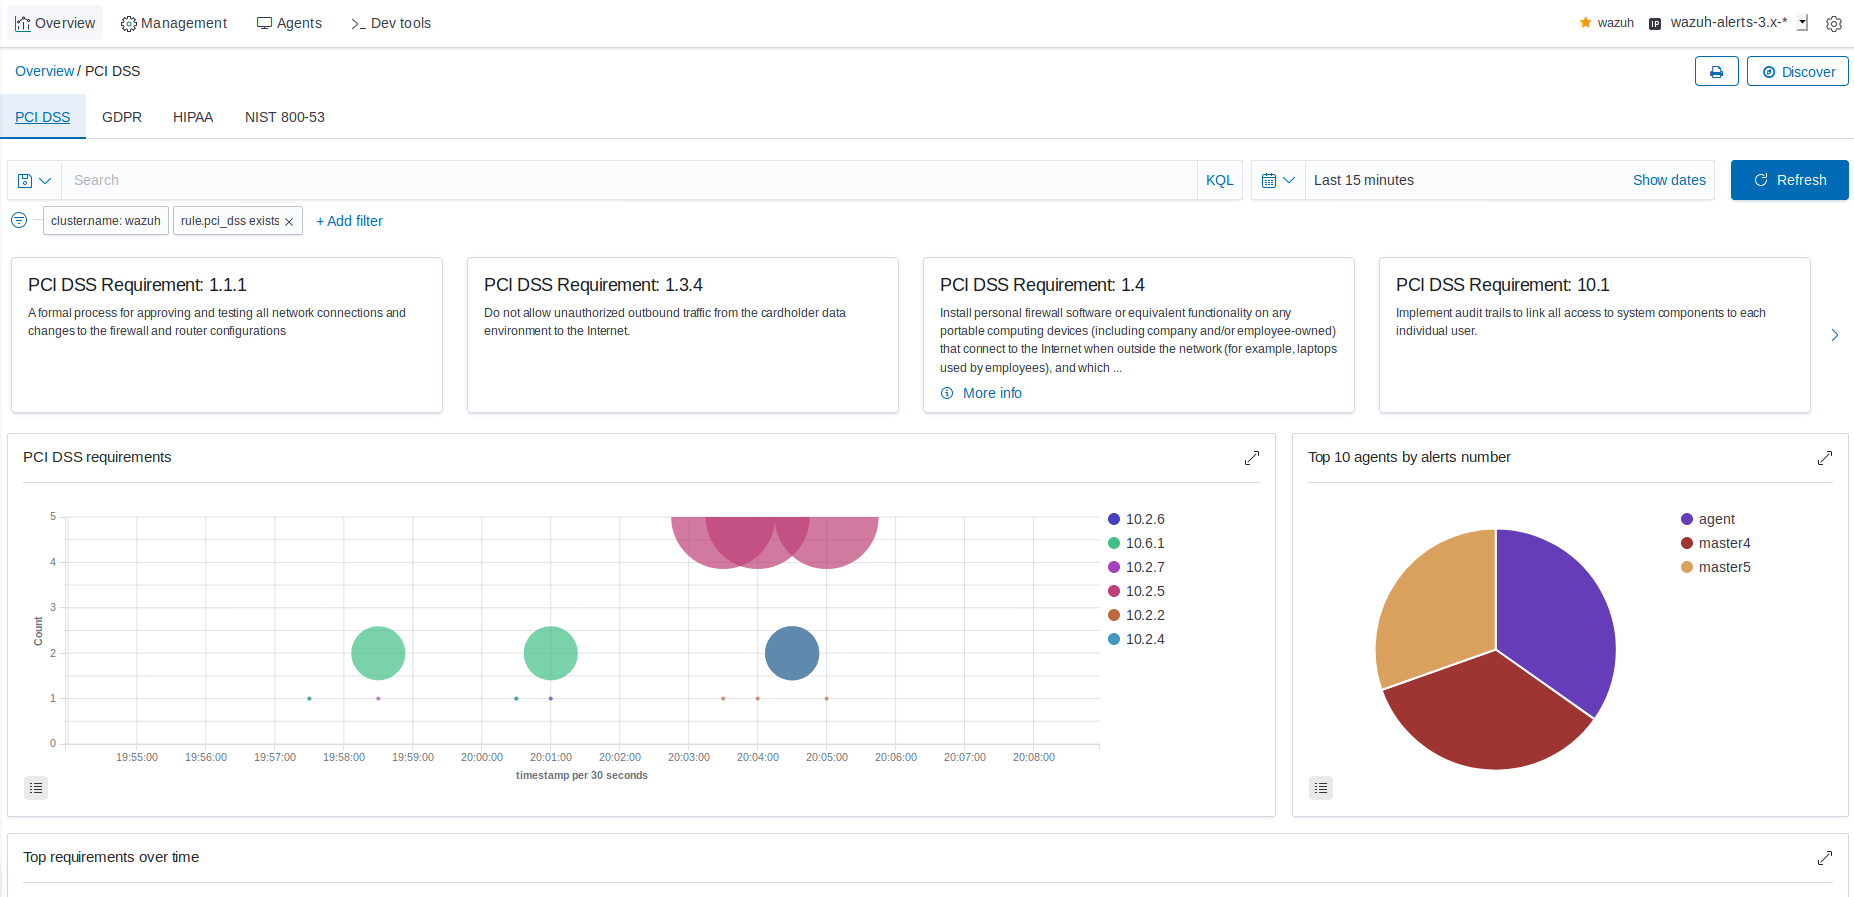 Overview Management Agents Dev tools wazuh wazuh-alerts-3.x-*
Overview / PCI DSS Discover
PCI DSS GDPR HIPAA NIST 800-53
Search KQL Last 15 minutes Show dates Refresh
cluster.name: wazuh rule.pci_dss exists × + Add filter
PCI DSS Requirement: 1.1.1
A formal process for approving and testing all network connections and
changes to the firewall and router configurations
PCI DSS Requirement: 1.3.4
Do not allow unauthorized outbound traffic from the cardholder data
environment to the Internet.
PCI DSS Requirement: 1.4
Install personal firewall software or equivalent functionality on any
portable computing devices (including company and/or employee-owned)
that connect to the Internet when outside the network (for example, laptops
used by employees), and which ...
More info
PCI DSS Requirement: 10.1
Implement audit trails to link all access to system components to each
individual user.
PCI DSS requirements
5
4
3
2
1
0
Count
19:55:00 19:56:00 19:57:00 19:58:00 19:59:00 20:00:00 20:01:00 20:02:00 20:03:00 20:04:00 20:05:00 20:06:00 20:07:00 20:08:00
timestamp per 30 seconds
10.2.6
10.6.1
10.2.7
10.2.5
10.2.2
10.2.4
Top 10 agents by alerts number
agent
master4
master5
Top requirements over time